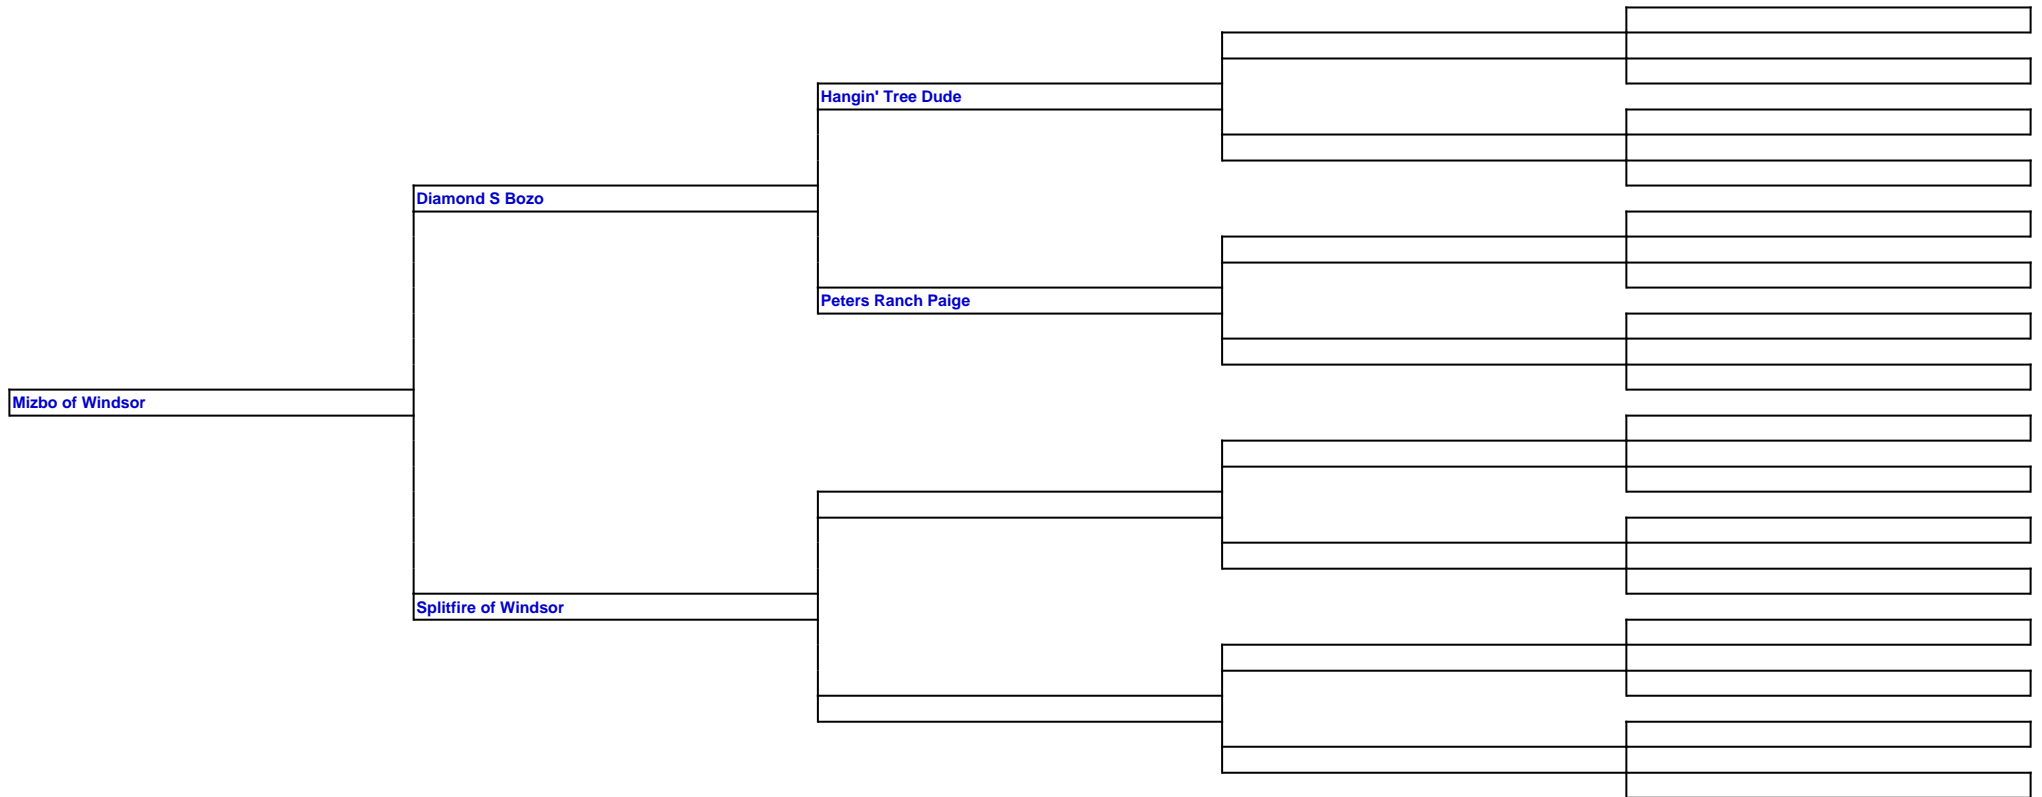 Hangin' Tree Dude
Diamond S Bozo
Peters Ranch Paige
Mizbo of Windsor
Splitfire of Windsor